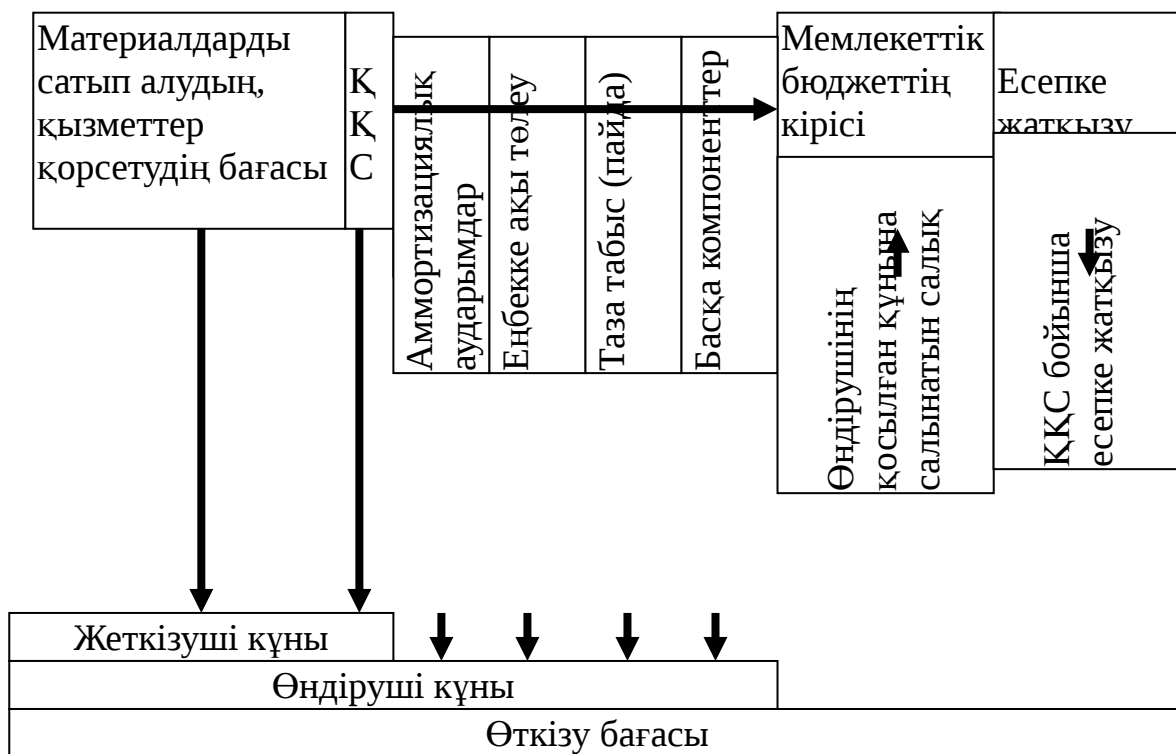 Материалдарды
сатып алудың,
қызметтер
қорсетудің бағасы
Қ
Қ
С
Аммортизациялық
аударымдар
Еңбекке ақы төлеу
Таза табыс (пайда)
Басқа компоненттер
Мемлекеттік
бюджеттің
кірісі
Есепке
жатқызу
Өндірушінің
қосылған құнына
салынатын салық
ҚҚС бойынша
есепке жатқызу
Жеткізуші құны
Өндіруші құны
Өткізу бағасы